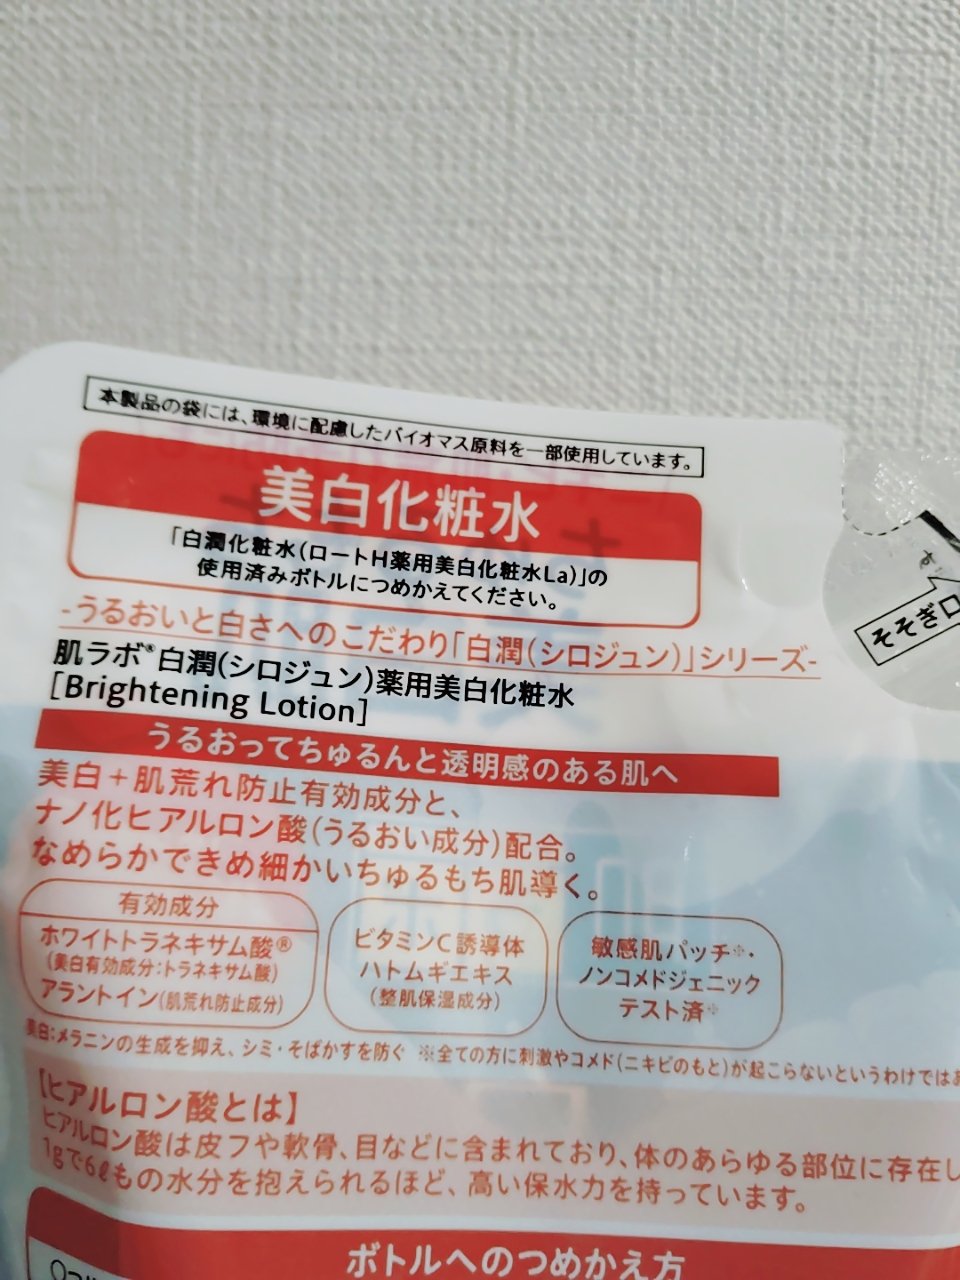 本製品の袋には、環境に配慮したバイオマス原料を一部使用しています。
美白化粧水
「白潤化粧水(ロートH薬用美白化粧水La)」の
使用済みボトルにつめかえてください。
-うるおいと白さへのこだわり「白潤(シロジュン)」シリーズ-
肌ラボ®白潤(シロジュン)薬用美白化粧水
[Brightening Lotion]
うるおってちゅるんと透明感のある肌へ
美白+肌荒れ防止有効成分と、
ナノ化ヒアルロン酸(うるおい成分)配合。
なめらかできめ細かいちゅるもち肌導く。
有効成分
ホワイトトラネキサム酸®
(美白有効成分:トラネキサム酸)
アラントイン(肌荒れ防止成分)
ビタミンC誘導体
ハトムギエキス
(整肌保湿成分)
敏感肌パッチ※・
ノンコメドジェニック
テスト済※
美白:メラニンの生成を抑え、シミ・そばかすを防ぐ ※全ての方に刺激やコメド(ニキビのもと)が起こらないというわけでは
【ヒアルロン酸とは】
ヒアルロン酸は皮フや軟骨、目などに含まれており、体のあらゆる部位に存在し
1gで6ℓもの水分を抱えられるほど、高い保水力を持っています。
ボトルへのつめかえ方
そそぎ口